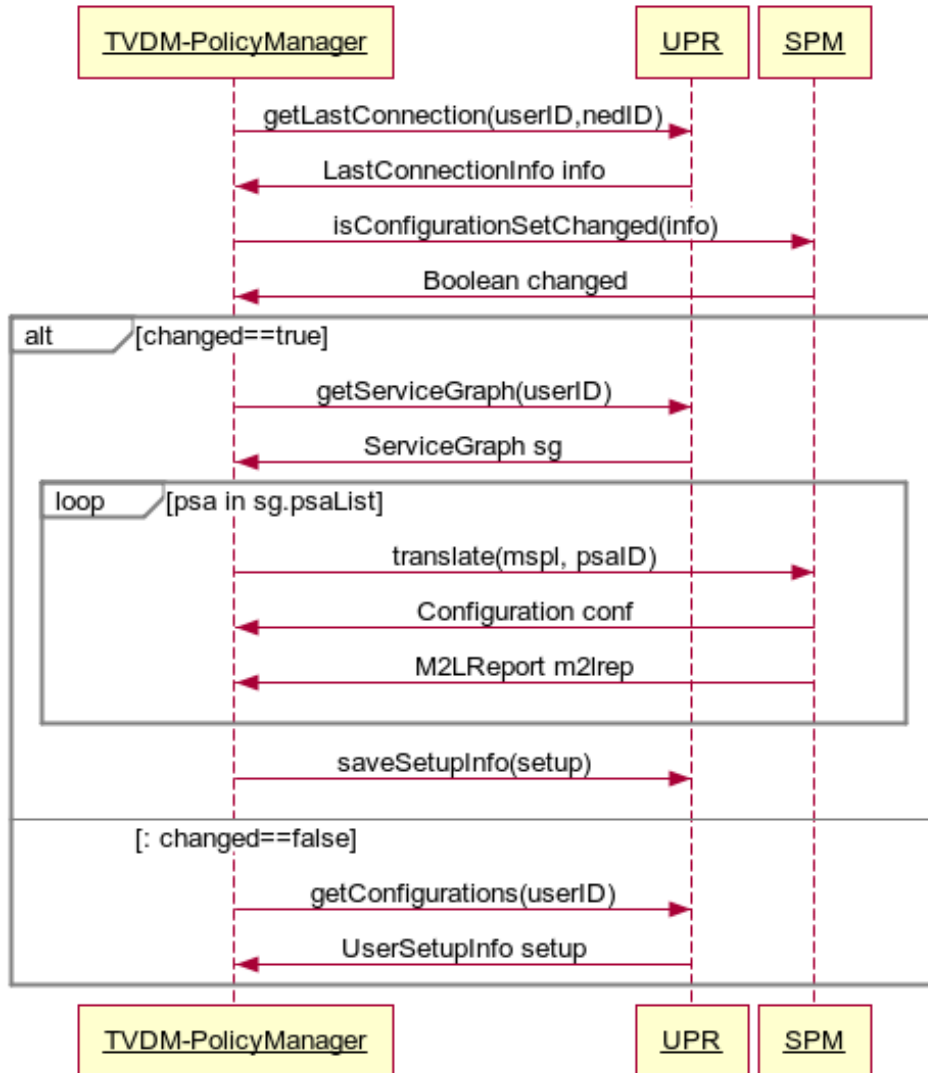 TVDM-PolicyManager UPR SPM
getLastConnection(userID,nedID)
LastConnectionInfo info
isConfigurationSetChanged(info)
Boolean changed
alt [changed==true]
getServiceGraph(userID)
ServiceGraph sg
loop [psa in sg.psaList]
translate(mspl, psaID)
Configuration conf
M2LReport m2lrep
saveSetupInfo(setup)
[: changed==false]
getConfigurations(userID)
UserSetupInfo setup
TVDM-PolicyManager UPR SPM